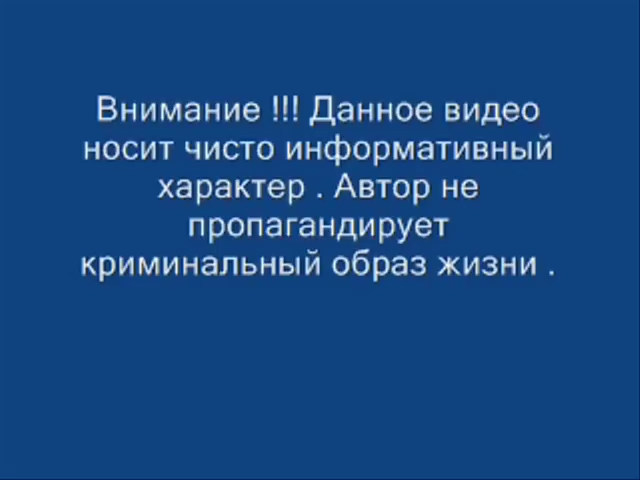 Внимание !!! Данное видео
носит чисто информативный
характер . Автор не
пропагандирует
криминальный образ жизни .